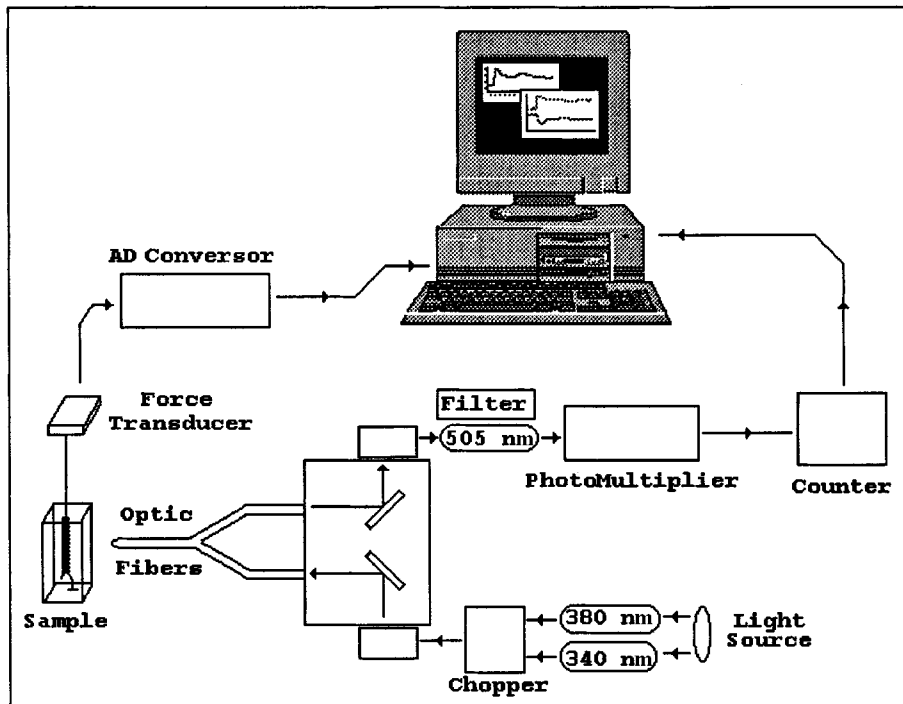 AD Conversor
Force
Transducer
Filter
505 nm
PhotoMultiplier
Counter
Optic
Fibers
Sample
380 nm
340 nm
Light
Source
Chopper